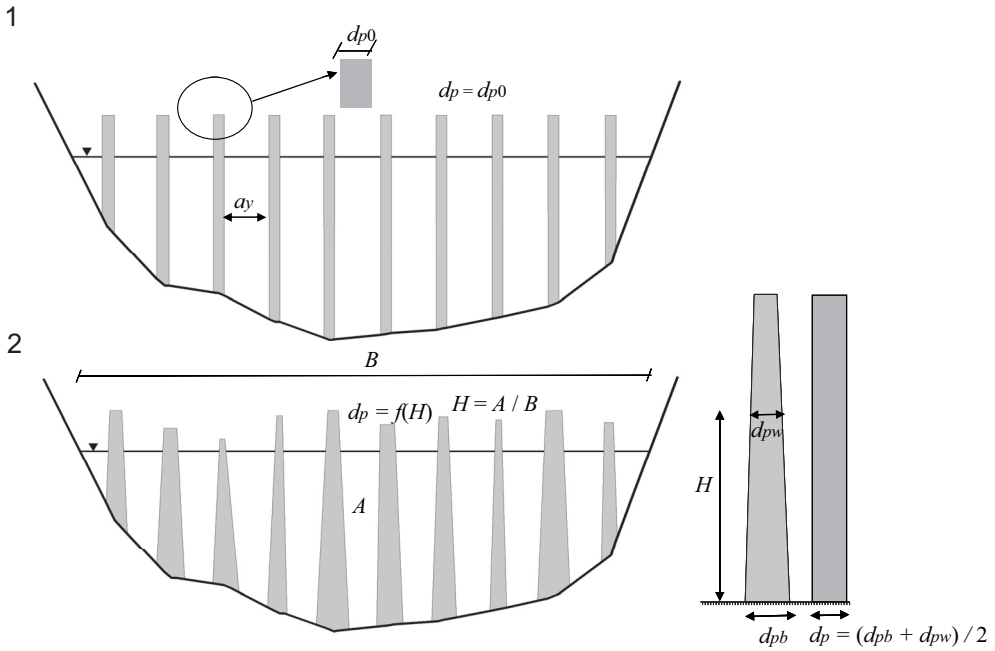 1
dp0
dp = dp0
ay
2
B
dp = f(H)
H = A / B
A
H
dpw
dpb
dp = (dpb + dpw) / 2